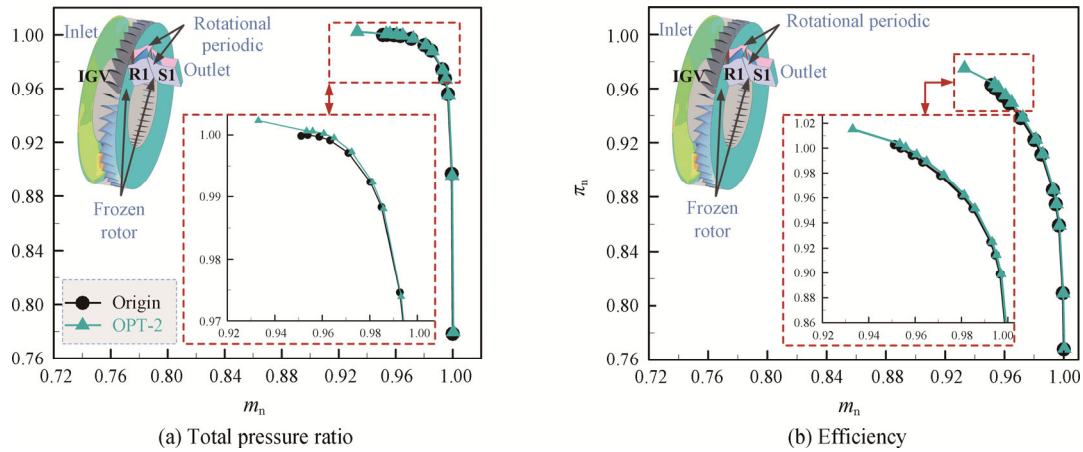 1.00
0.96
0.92
0.88
0.84
0.80
0.76
0.72 0.76 0.80 0.84 0.88 0.92 0.96 1.00
mₙ
Inlet
Rotational
periodic
IGV
R1
S1
Outlet
Frozen
rotor
Origin
OPT-2
1.00
0.99
0.98
0.97
0.92 0.94 0.96 0.98 1.00
(a) Total pressure ratio
πₙ
1.00
0.96
0.92
0.88
0.84
0.80
0.76
0.72 0.76 0.80 0.84 0.88 0.92 0.96 1.00
mₙ
Inlet
Rotational
periodic
IGV
R1
S1
Outlet
Frozen
rotor
1.02
1.00
0.98
0.96
0.94
0.92
0.90
0.88
0.86
0.92 0.94 0.96 0.98 1.00
(b) Efficiency